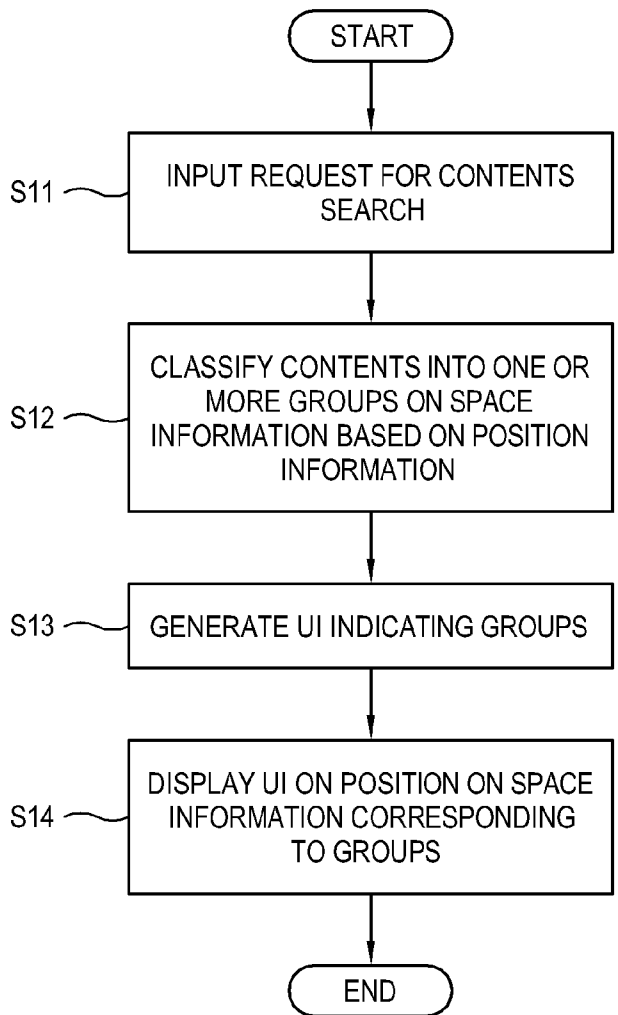 START
S11
INPUT REQUEST FOR CONTENTS
SEARCH
S12
CLASSIFY CONTENTS INTO ONE OR
MORE GROUPS ON SPACE
INFORMATION BASED ON POSITION
INFORMATION
S13
GENERATE UI INDICATING GROUPS
S14
DISPLAY UI ON POSITION ON SPACE
INFORMATION CORRESPONDING
TO GROUPS
END